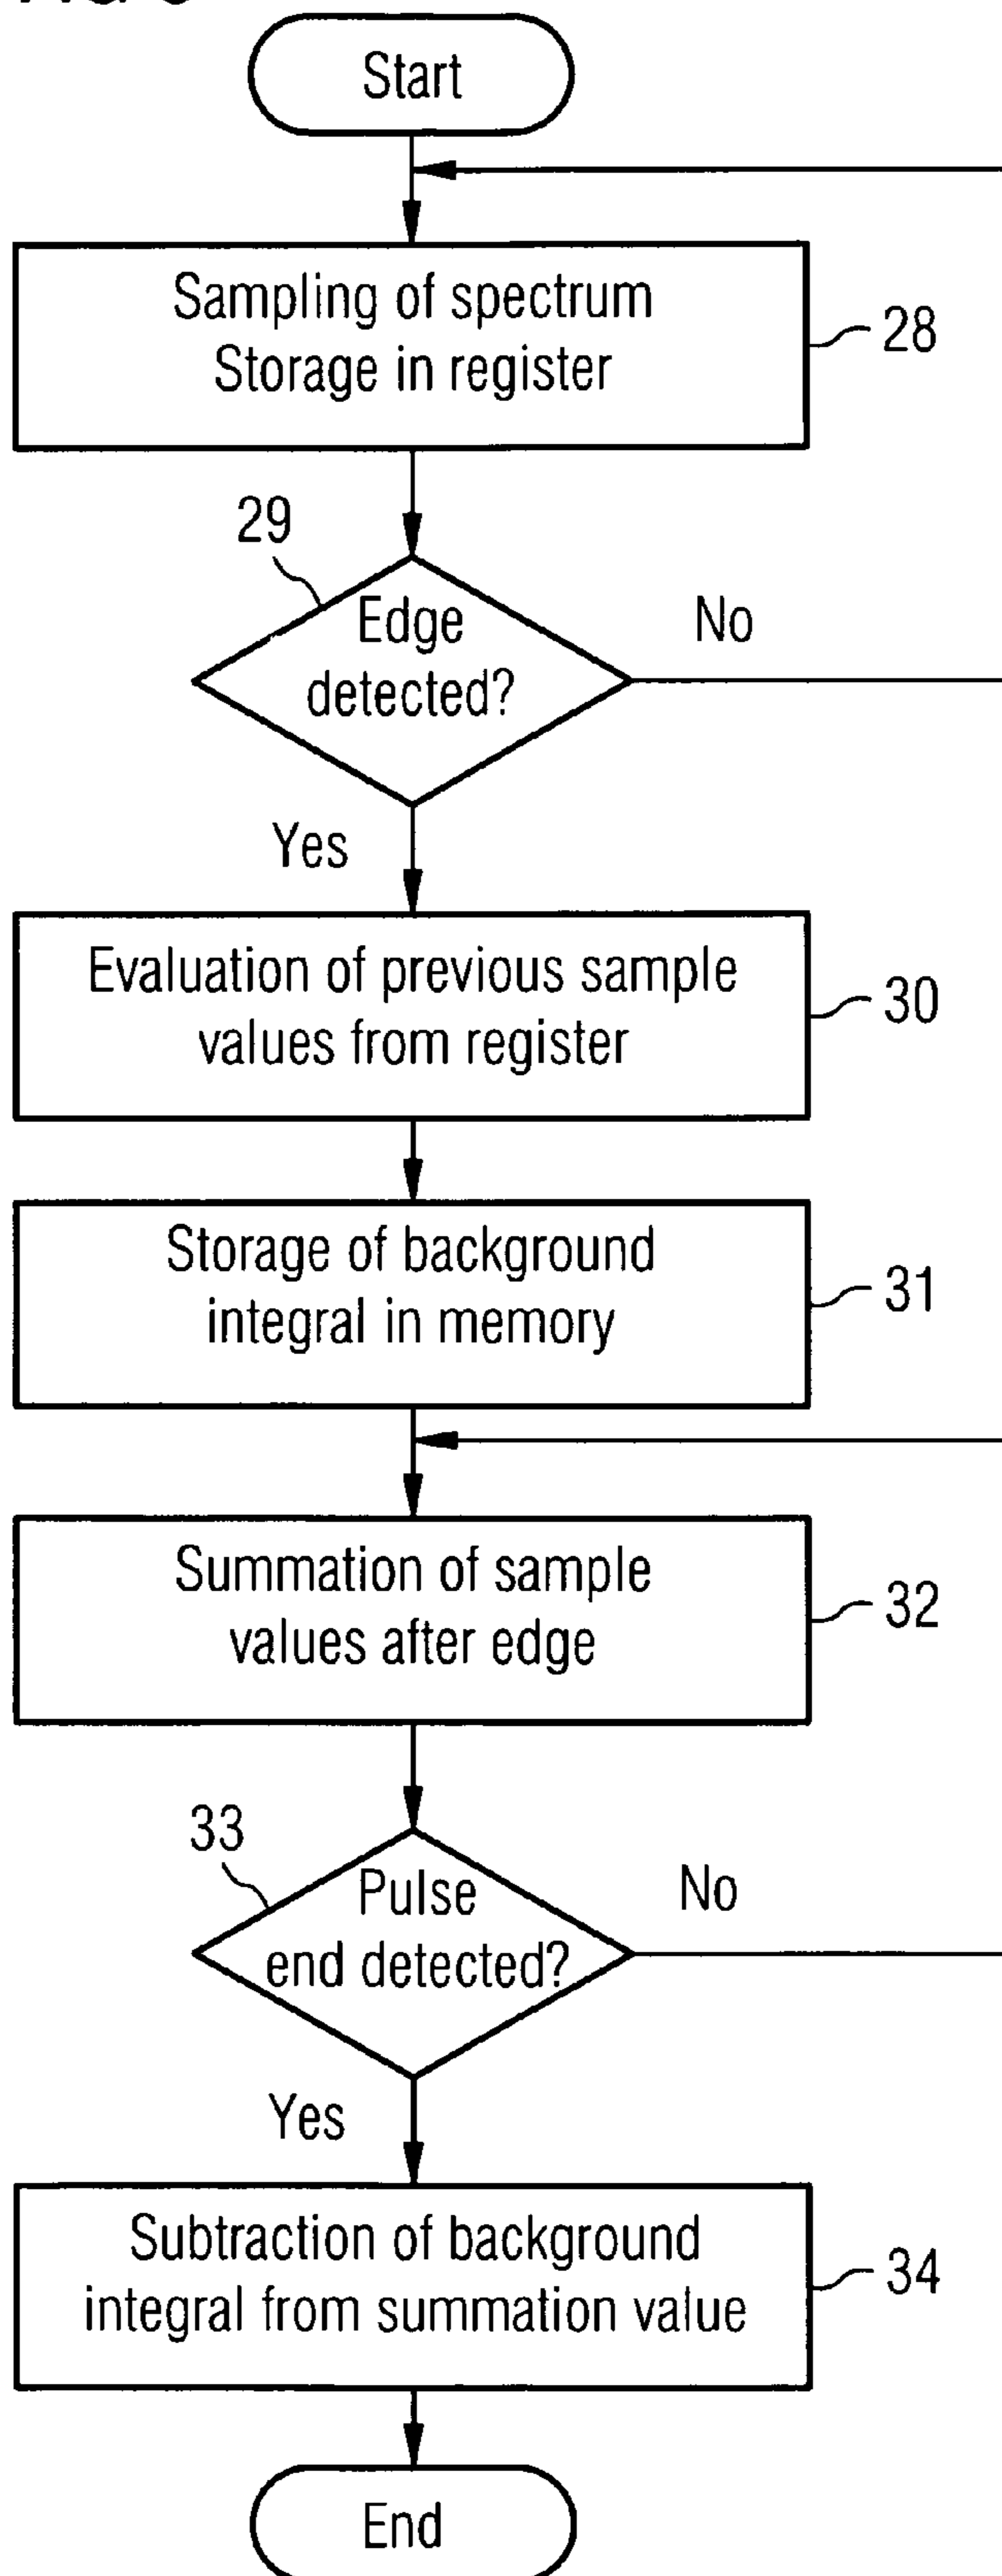 Start
Sampling of spectrum
Storage in register
28
29
Edge
detected?
No
Yes
Evaluation of previous sample
values from register
30
Storage of background
integral in memory
31
Summation of sample
values after edge
32
33
Pulse
end detected?
No
Yes
Subtraction of background
integral from summation value
34
End